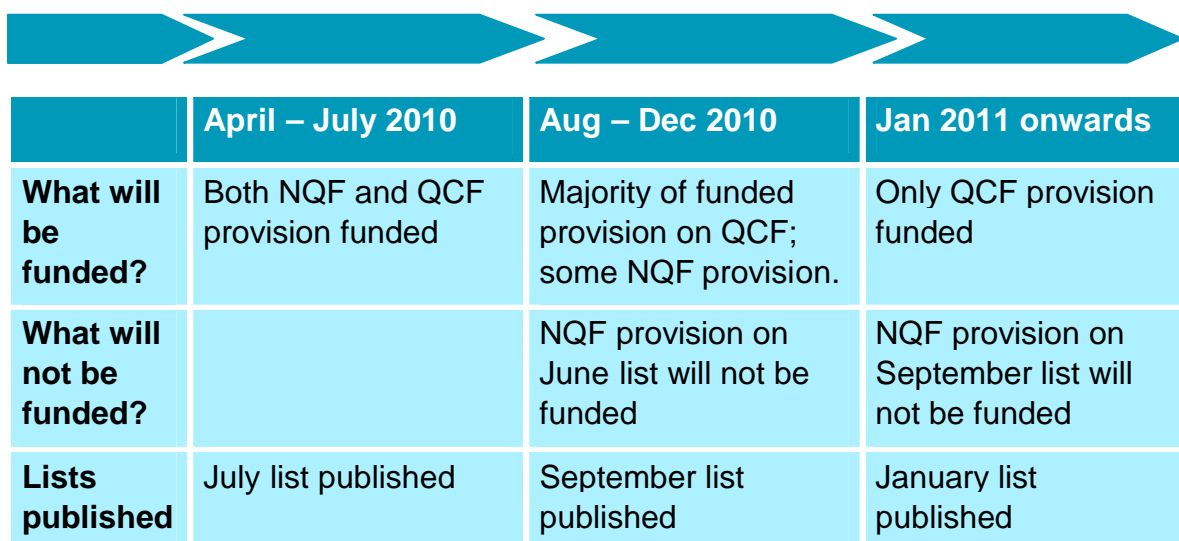 April – July 2010
Aug – Dec 2010
Jan 2011 onwards
What will
be
funded?
Both NQF and QCF
provision funded
Majority of funded
provision on QCF;
some NQF provision.
Only QCF provision
funded
What will
not be
funded?
NQF provision on
June list will not be
funded
NQF provision on
September list will
not be funded
Lists
published
July list published
September list
published
January list
published